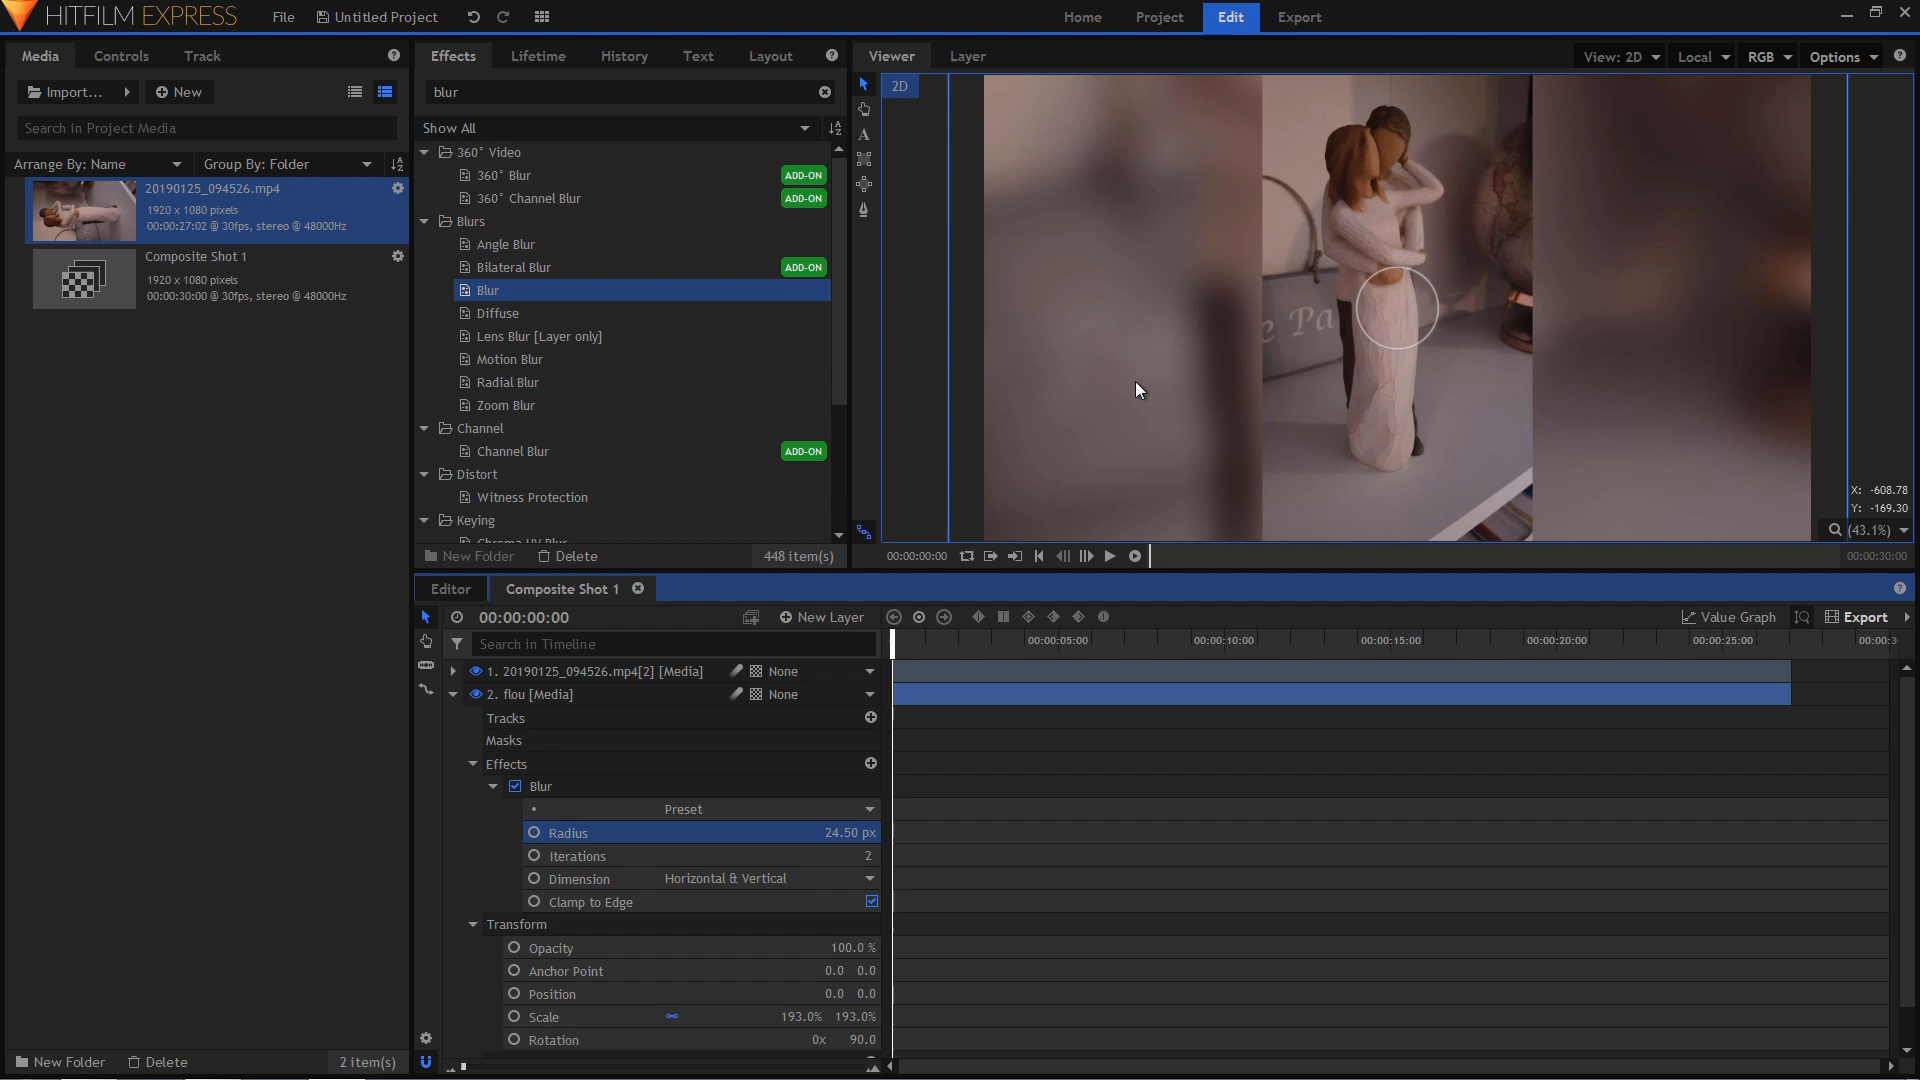 HITFILM EXPRESS
File
Untitled Project
Home
Project
Edit
Export
Media
Controls
Track
Effects
Lifetime
History
Text
Layout
Viewer
Layer
View: 2D
Local
RGB
Options
Import...
New
blur
2D
Search in Project Media
Show All
Arrange By: Name
Group By: Folder
20190125_094526.mp4
1920 x 1080 pixels
00:00:27:02 @ 30fps, stereo @ 48000Hz
Composite Shot 1
1920 x 1080 pixels
00:00:30:00 @ 30fps, stereo @ 48000Hz
360° Video
360° Blur ADD-ON
360° Channel Blur ADD-ON
Blurs
Angle Blur
Bilateral Blur ADD-ON
Blur
Diffuse
Lens Blur [Layer only]
Motion Blur
Radial Blur
Zoom Blur
Channel
Channel Blur ADD-ON
Distort
Witness Protection
Keying
Chroma UV Blur
New Folder
Delete
448 item(s)
e Pa
X: -608.78
Y: -169.30
(43.1%)
00:00:00:00
00:00:30:00
Editor
Composite Shot 1
00:00:00:00
New Layer
Value Graph
Export
Search in Timeline
00:00:05:00
00:00:10:00
00:00:15:00
00:00:20:00
00:00:25:00
00:00:3
1. 20190125_094526.mp4[2] [Media] None
2. flou [Media] None
Tracks
Masks
Effects
Blur
Preset
Radius 24.50 px
Iterations 2
Dimension Horizontal & Vertical
Clamp to Edge
Transform
Opacity 100.0 %
Anchor Point 0.0 0.0
Position 0.0 0.0
Scale 193.0% 193.0%
Rotation 0x 90.0
New Folder
Delete
2 item(s)